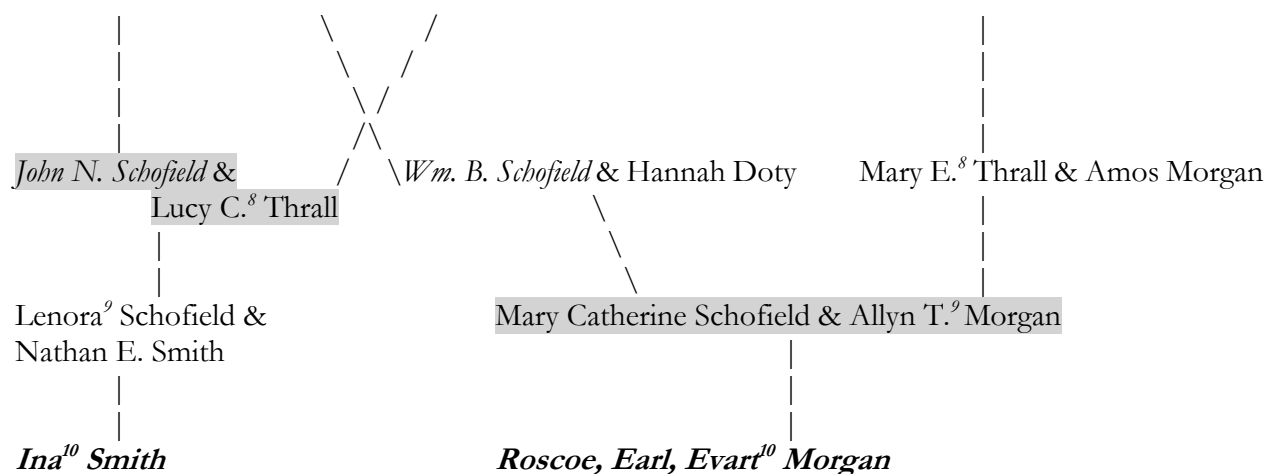 John N. Schofield & Wm. B. Schofield & Hannah Doty Mary E.⁸ Thrall & Amos Morgan
Lucy C.⁸ Thrall
Lenora⁹ Schofield & Mary Catherine Schofield & Allyn T.⁹ Morgan
Nathan E. Smith
Ina¹⁰ Smith Roscoe, Earl, Evart¹⁰ Morgan